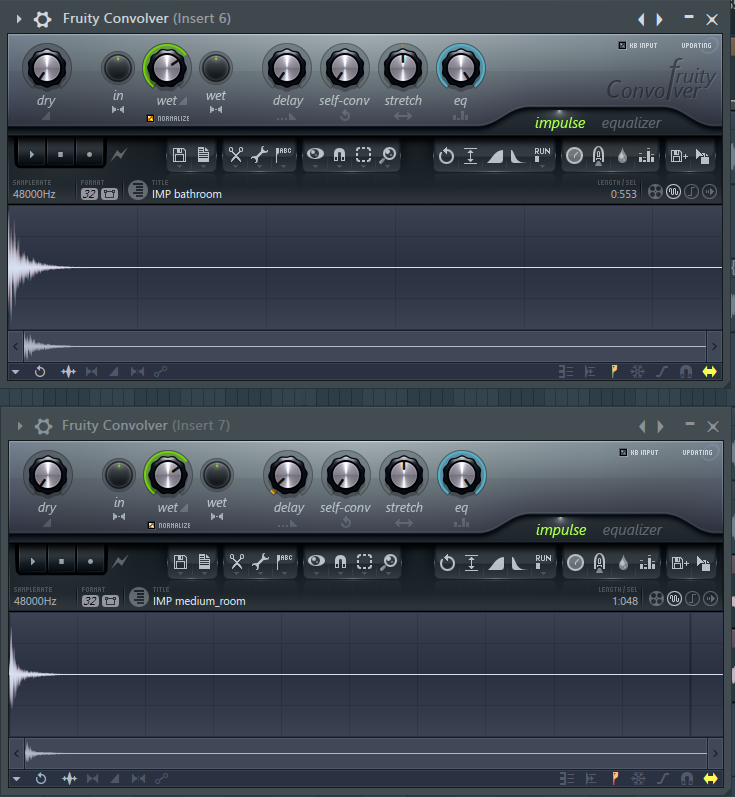 Fruity Convolver (Insert 6)
KB INPUT UPDATING
fruity
Convolver
dry in wet wet delay self-conv stretch eq
NORMALIZE
impulse equalizer
ABC RUN
SAMPLERATE FORMAT TITLE LENGTH / SEL
48000Hz 32 IMP bathroom 0:553
Fruity Convolver (Insert 7)
KB INPUT UPDATING
dry in wet wet delay self-conv stretch eq
NORMALIZE
impulse equalizer
ABC RUN
SAMPLERATE FORMAT TITLE LENGTH / SEL
48000Hz 32 IMP medium_room 1:048